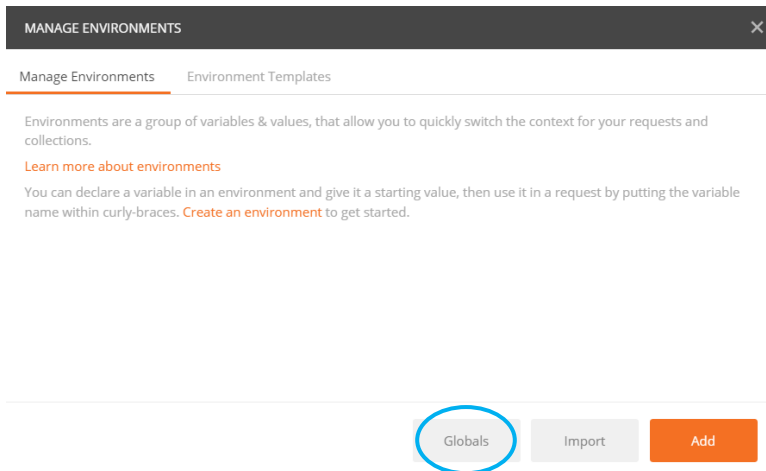 MANAGE ENVIRONMENTS
Manage Environments
Environment Templates
Environments are a group of variables & values, that allow you to quickly switch the context for your requests and
collections.
Learn more about environments
You can declare a variable in an environment and give it a starting value, then use it in a request by putting the variable
name within curly-braces. Create an environment to get started.
Globals
Import
Add